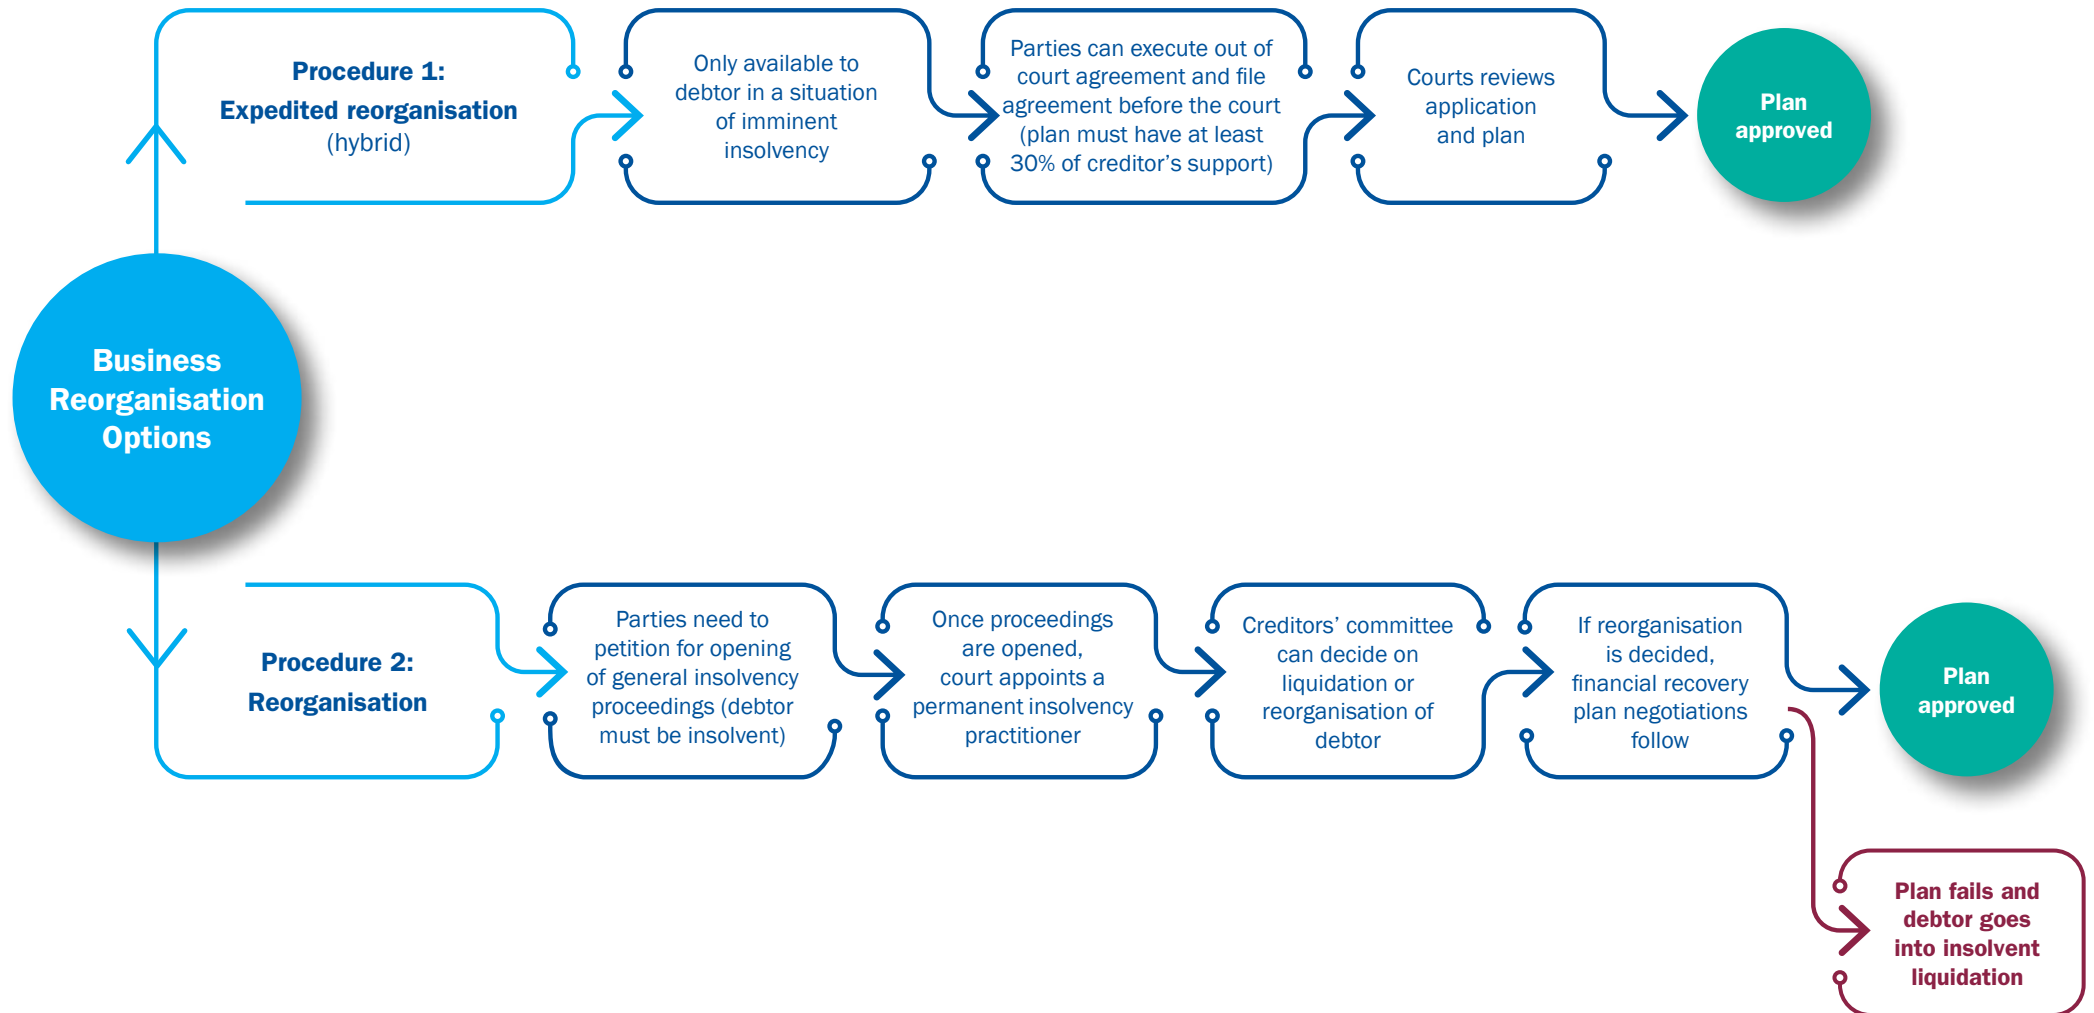 Procedure 1:
Expedited reorganisation
(hybrid)
Only available to
debtor in a situation
of imminent
insolvency
Parties can execute out of
court agreement and file
agreement before the court
(plan must have at least
30% of creditor’s support)
Courts reviews
application
and plan
Plan
approved
Business
Reorganisation
Options
Procedure 2:
Reorganisation
Parties need to
petition for opening
of general insolvency
proceedings (debtor
must be insolvent)
Once proceedings
are opened,
court appoints a
permanent insolvency
practitioner
Creditors’ committee
can decide on
liquidation or
reorganisation of
debtor
If reorganisation
is decided,
financial recovery
plan negotiations
follow
Plan
approved
Plan fails and
debtor goes
into insolvent
liquidation